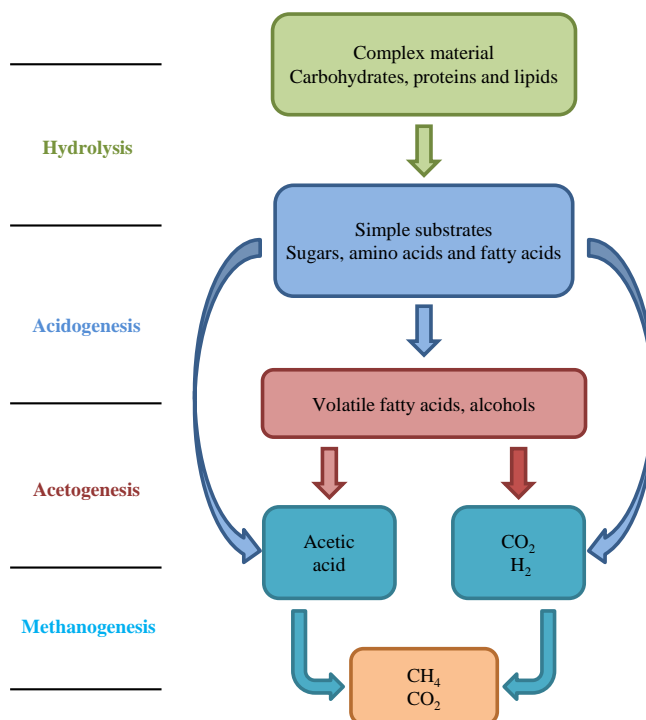 Complex material
Carbohydrates, proteins and lipids
Hydrolysis
Simple substrates
Sugars, amino acids and fatty acids
Acidogenesis
Volatile fatty acids, alcohols
Acetogenesis
Acetic
acid
CO₂
H₂
Methanogenesis
CH₄
CO₂